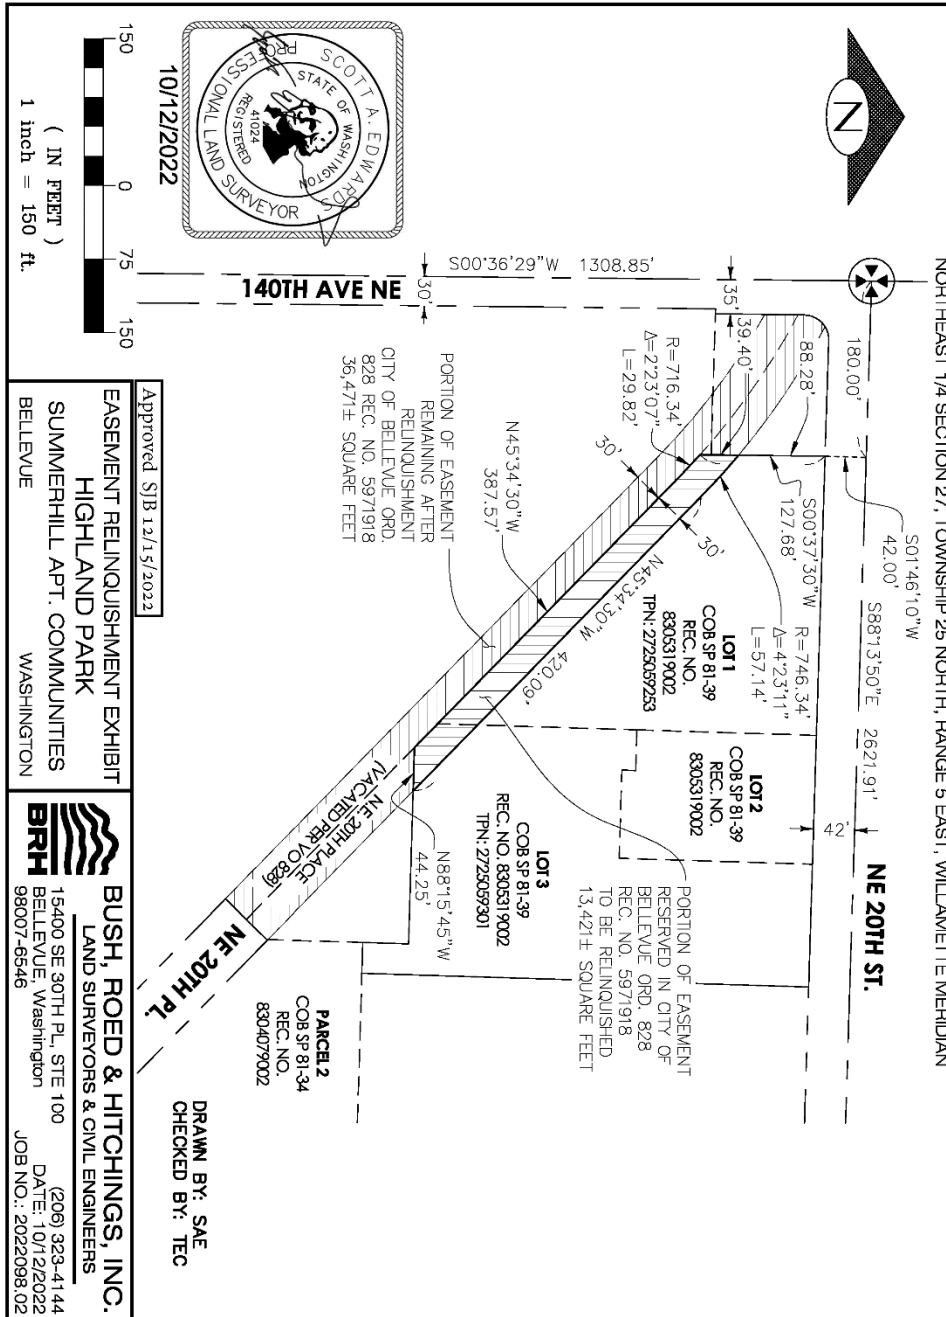 NORTHEAST 1/4 SECTION 27, TOWNSHIP 25 NORTH, RANGE 5 EAST, WILLAMETTE MERIDIAN
N
180.00'
S88°13'50"E 2621.91'
S01°46'10"W
42.00'
42'
NE 20TH ST.
88.28'
S00°37'30"W
127.68'
R=746.34'
Δ=4°23'11"
L=57.14'
35'
39.40'
S00°36'29"W 1308.85'
140TH AVE NE
30'
R=716.34'
Δ=2°23'07"
L=29.82'
30'
30'
LOT 1
COB SP 81-39
REC. NO.
8305319002
TPN: 2725059253
LOT 2
COB SP 81-39
REC. NO.
8305319002
N45°34'30"W 420.09'
N45°34'30"W
387.57'
PORTION OF EASEMENT
REMAINING AFTER
RELINQUISHMENT
CITY OF BELLEVUE ORD.
828 REC. NO. 5971918
36,471± SQUARE FEET
PORTION OF EASEMENT
RESERVED IN CITY OF
BELLEVUE ORD. 828
REC. NO. 5971918
TO BE RELINQUISHED
13,421± SQUARE FEET
LOT 3
COB SP 81-39
REC. NO. 8305319002
TPN: 2725059301
N88°15'45"W
44.25'
N.E. 20TH PLACE
(VACATED PER VO 828)
NE 20TH PL.
PARCEL 2
COB SP 81-34
REC. NO.
8304079002
SCOTT A. EDWARDS
STATE OF WASHINGTON
41024
REGISTERED
PROFESSIONAL LAND SURVEYOR
10/12/2022
150 0 75 150
( IN FEET )
1 inch = 150 ft.
Approved SJB 12/15/2022
DRAWN BY: SAE
CHECKED BY: TEC
EASEMENT RELINQUISHMENT EXHIBIT
HIGHLAND PARK
SUMMERHILL APT. COMMUNITIES
BELLEVUE WASHINGTON
BRH
BUSH, ROED & HITCHINGS, INC.
LAND SURVEYORS & CIVIL ENGINEERS
15400 SE 30TH PL, STE 100 (206) 323-4144
BELLEVUE, Washington DATE: 10/12/2022
98007-6546 JOB NO.: 2022098.02